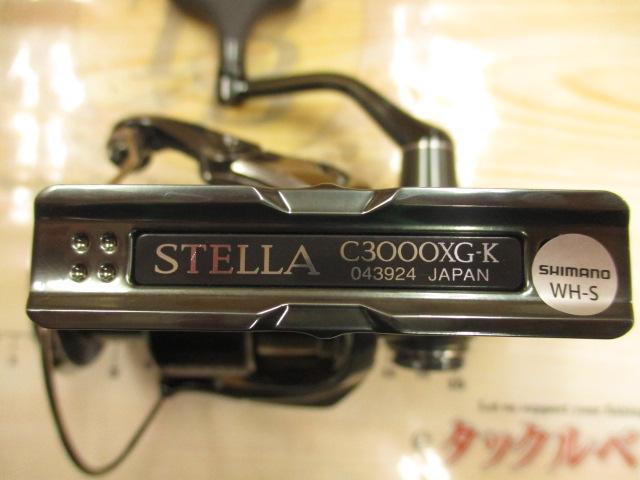 STELLA C3000XG-K
043924 JAPAN
SHIMANO
WH-S
タックルベ